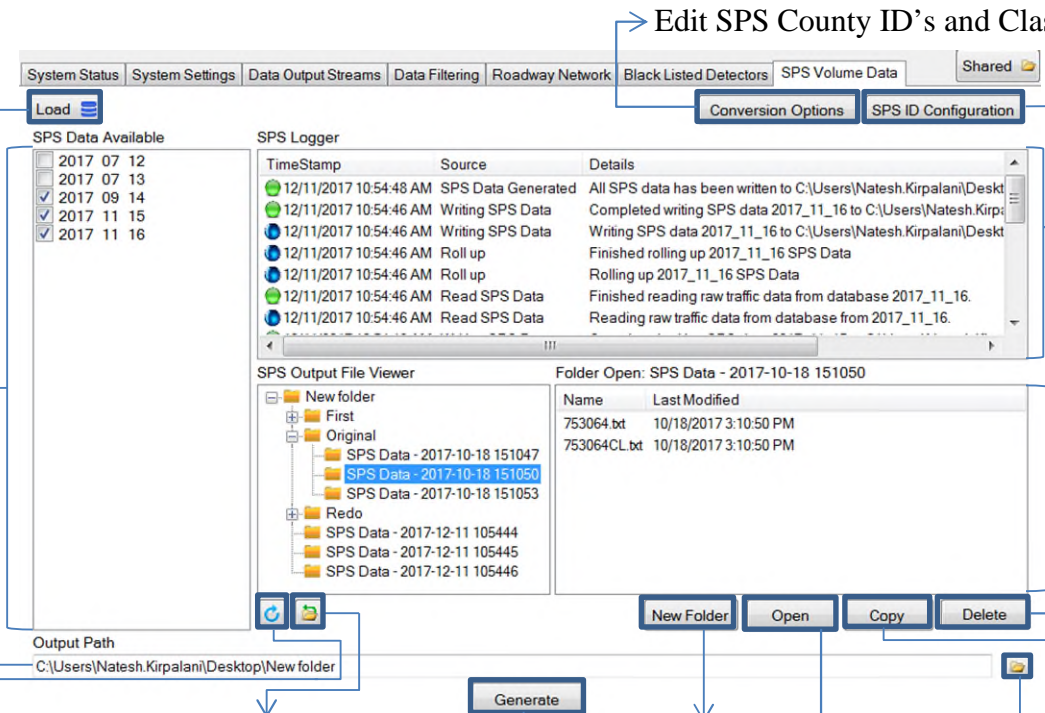 Edit SPS County ID's and
System Status System Settings Data Output Streams Data Filtering Roadway Network Black Listed Detectors SPS Volume Data Shared
Load Conversion Options SPS ID Configuration
SPS Data Available
2017 07 12
2017 07 13
2017 09 14
2017 11 15
2017 11 16
SPS Logger
TimeStamp Source Details
12/11/2017 10:54:48 AM SPS Data Generated All SPS data has been written to C:\Users\Natesh.Kirpalani\Deskt
12/11/2017 10:54:46 AM Writing SPS Data Completed writing SPS data 2017_11_16 to C:\Users\Natesh.Kirpa
12/11/2017 10:54:46 AM Writing SPS Data Writing SPS data 2017_11_16 to C:\Users\Natesh.Kirpalani\Deskt
12/11/2017 10:54:46 AM Roll up Finished rolling up 2017_11_16 SPS Data
12/11/2017 10:54:46 AM Roll up Rolling up 2017_11_16 SPS Data
12/11/2017 10:54:46 AM Read SPS Data Finished reading raw traffic data from database 2017_11_16.
12/11/2017 10:54:46 AM Read SPS Data Reading raw traffic data from database from 2017_11_16.
SPS Output File Viewer
New folder
First
Original
SPS Data - 2017-10-18 151047
SPS Data - 2017-10-18 151050
SPS Data - 2017-10-18 151053
Redo
SPS Data - 2017-12-11 105444
SPS Data - 2017-12-11 105445
SPS Data - 2017-12-11 105446
Folder Open: SPS Data - 2017-10-18 151050
Name Last Modified
753064.txt 10/18/2017 3:10:50 PM
753064CL.txt 10/18/2017 3:10:50 PM
New Folder Open Copy Delete
Output Path
C:\Users\Natesh.Kirpalani\Desktop\New folder
Generate